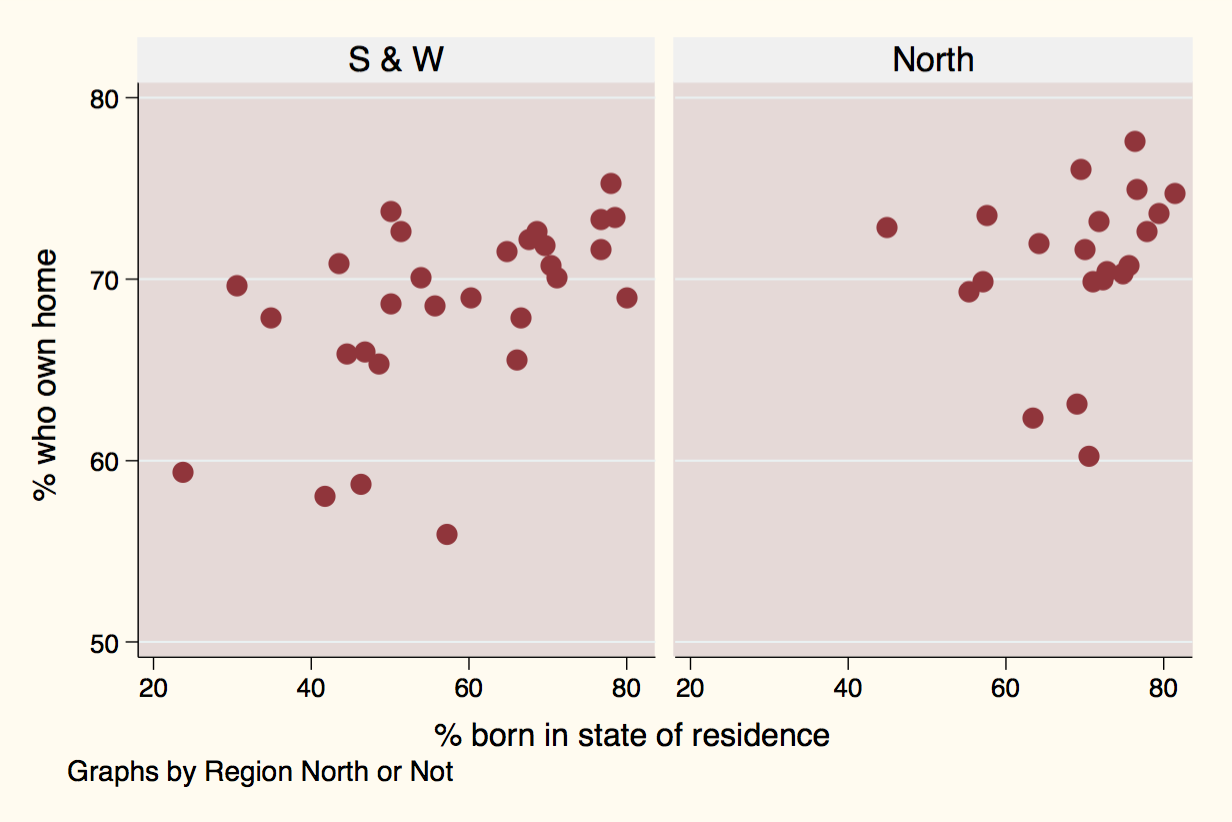 S & W
North
80
70
60
50
% who own home
20 40 60 80
20 40 60 80
% born in state of residence
Graphs by Region North or Not